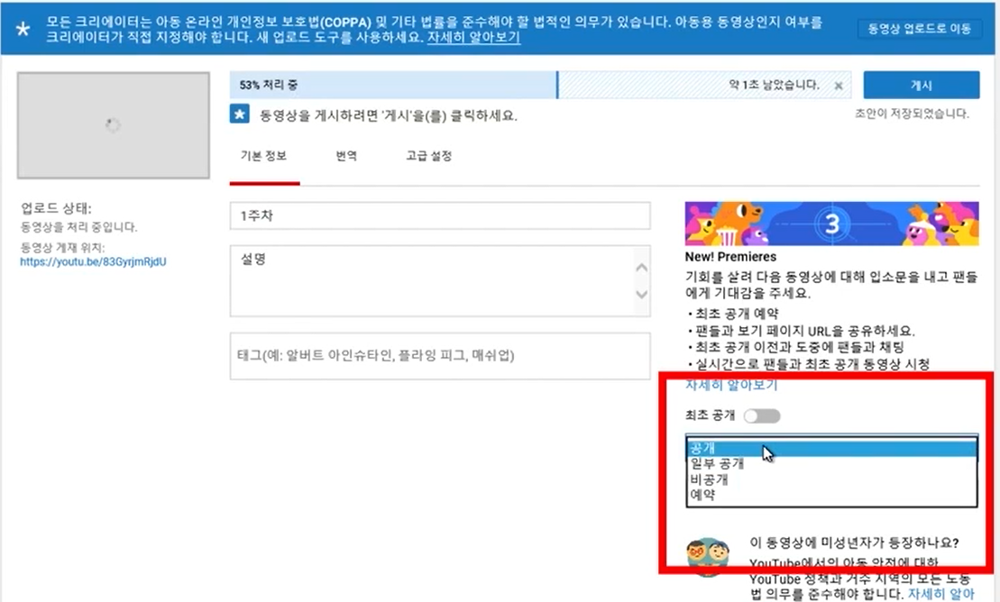 모든 크리에이터는 아동 온라인 개인정보 보호법(COPPA) 및 기타 법률을 준수해야 할 법적인 의무가 있습니다. 아동용 동영상인지 여부를
크리에이터가 직접 지정해야 합니다. 새 업로드 도구를 사용하세요. 자세히 알아보기
동영상 업로드로 이동
53% 처리 중
약 1초 남았습니다.
게시
동영상을 게시하려면 '게시'을(를) 클릭하세요.
초안이 저장되었습니다.
기본 정보
번역
고급 설정
업로드 상태:
동영상을 처리 중입니다.
동영상 게재 위치:
https://youtu.be/83GyrjmRjdU
1주차
설명
태그(예: 알버트 아인슈타인, 플라잉 피그, 매쉬업)
3
New! Premieres
기회를 살려 다음 동영상에 대해 입소문을 내고 팬들
에게 기대감을 주세요.
• 최초 공개 예약
• 팬들과 보기 페이지 URL을 공유하세요.
• 최초 공개 이전과 도중에 팬들과 채팅
• 실시간으로 팬들과 최초 공개 동영상 시청
자세히 알아보기
최초 공개
공개
일부 공개
비공개
예약
이 동영상에 미성년자가 등장하나요?
YouTube에서의 아동 안전에 대한
YouTube 정책과 거주 지역의 모든 노동
법 의무를 준수해야 합니다. 자세히 알아